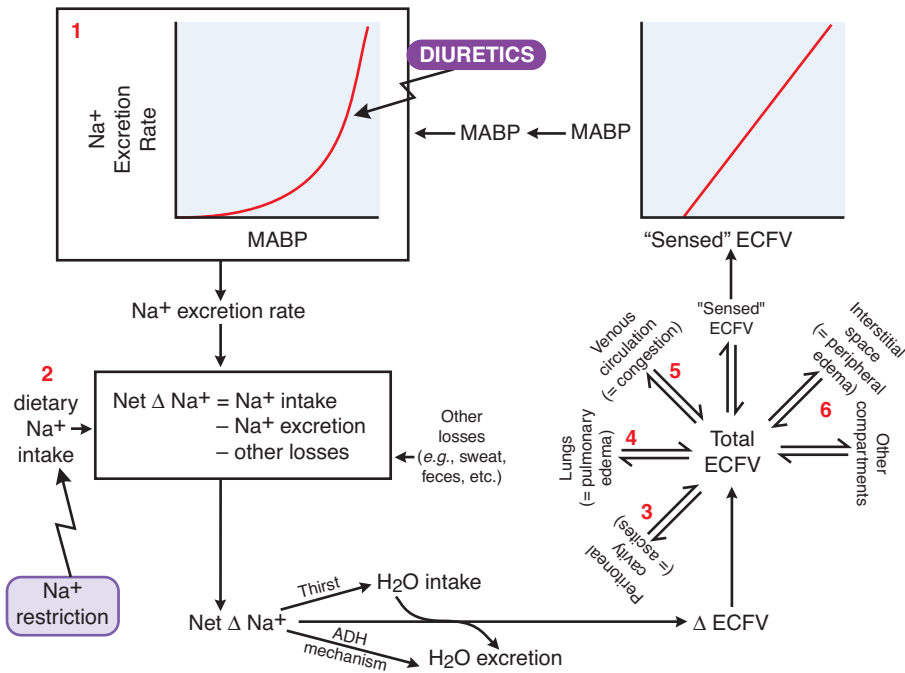 1
Na+
Excretion
Rate
MABP
DIURETICS
MABP
MABP
“Sensed” ECFV
Na+ excretion rate
2
dietary
Na+
intake
Net Δ Na+ = Na+ intake
– Na+ excretion
– other losses
Other
losses
(e.g., sweat,
feces, etc.)
Na+
restriction
Net Δ Na+
Thirst
H2O intake
ADH
mechanism
H2O excretion
Δ ECFV
"Sensed"
ECFV
Venous
circulation
(= congestion)
5
Interstitial
space
(= peripheral
edema)
6
4
Lungs
(= pulmonary
edema)
Total
ECFV
Other
compartments
3
Peritoneal
cavity
(= ascites)